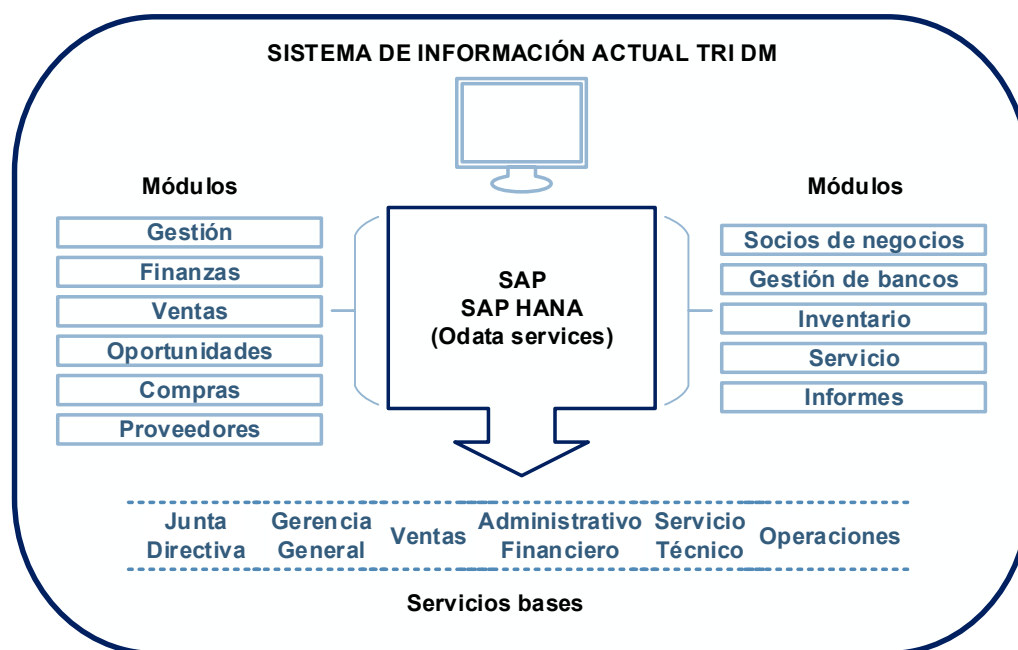 SISTEMA DE INFORMACIÓN ACTUAL TRI DM
Módulos
Gestión
Finanzas
Ventas
Oportunidades
Compras
Proveedores
SAP
SAP HANA
(Odata services)
Módulos
Socios de negocios
Gestión de bancos
Inventario
Servicio
Informes
Junta
Directiva
Gerencia
General
Ventas
Administrativo
Financiero
Servicio
Técnico
Operaciones
Servicios bases